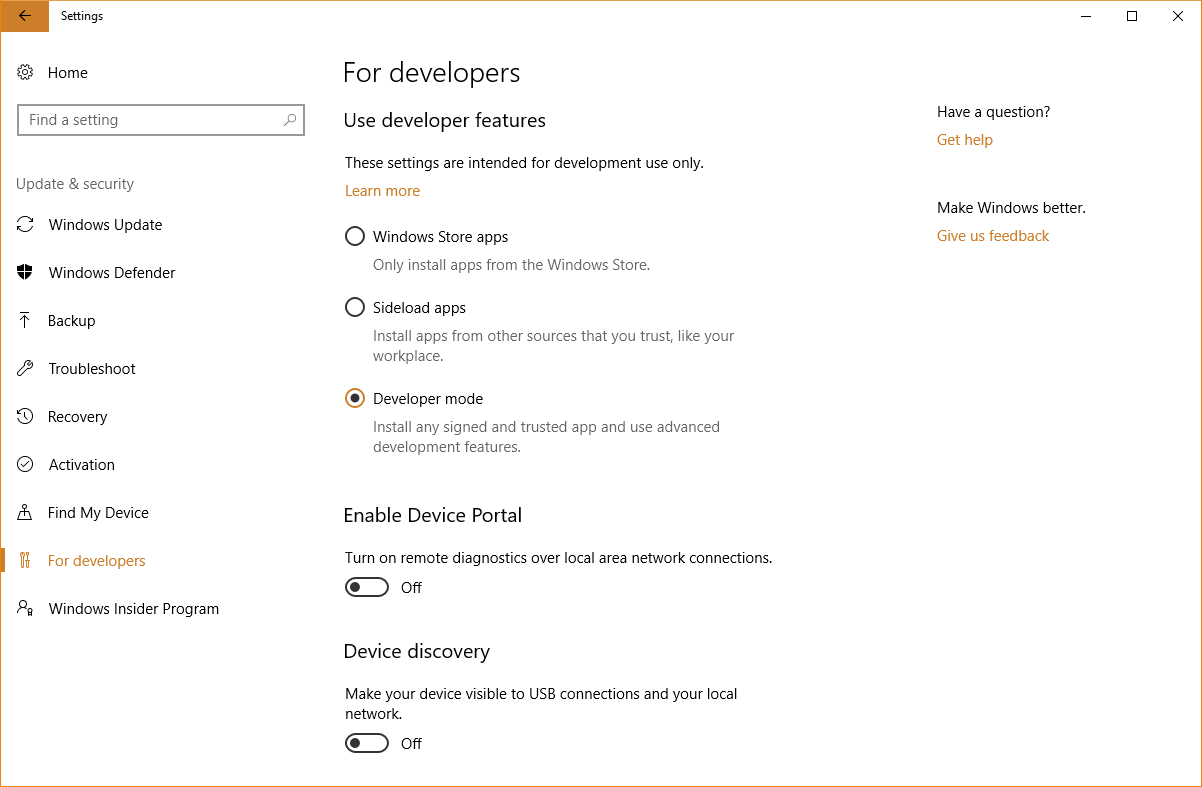 Settings
Home
Find a setting
Update & security
Windows Update
Windows Defender
Backup
Troubleshoot
Recovery
Activation
Find My Device
For developers
Windows Insider Program
For developers
Use developer features
These settings are intended for development use only.
Learn more
Windows Store apps
Only install apps from the Windows Store.
Sideload apps
Install apps from other sources that you trust, like your
workplace.
Developer mode
Install any signed and trusted app and use advanced
development features.
Enable Device Portal
Turn on remote diagnostics over local area network connections.
Off
Device discovery
Make your device visible to USB connections and your local
network.
Off
Have a question?
Get help
Make Windows better.
Give us feedback